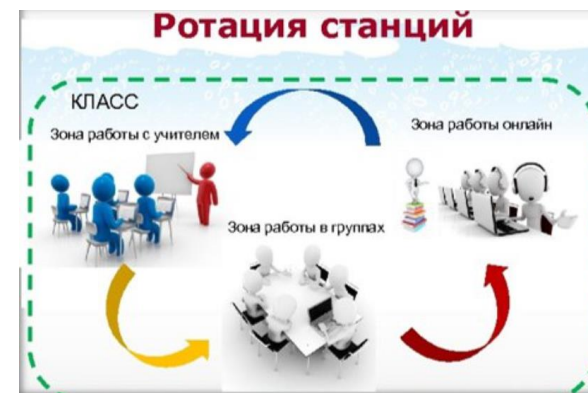 Ротация станций
КЛАСС
Зона работы с учителем
Зона работы онлайн
Зона работы в группах